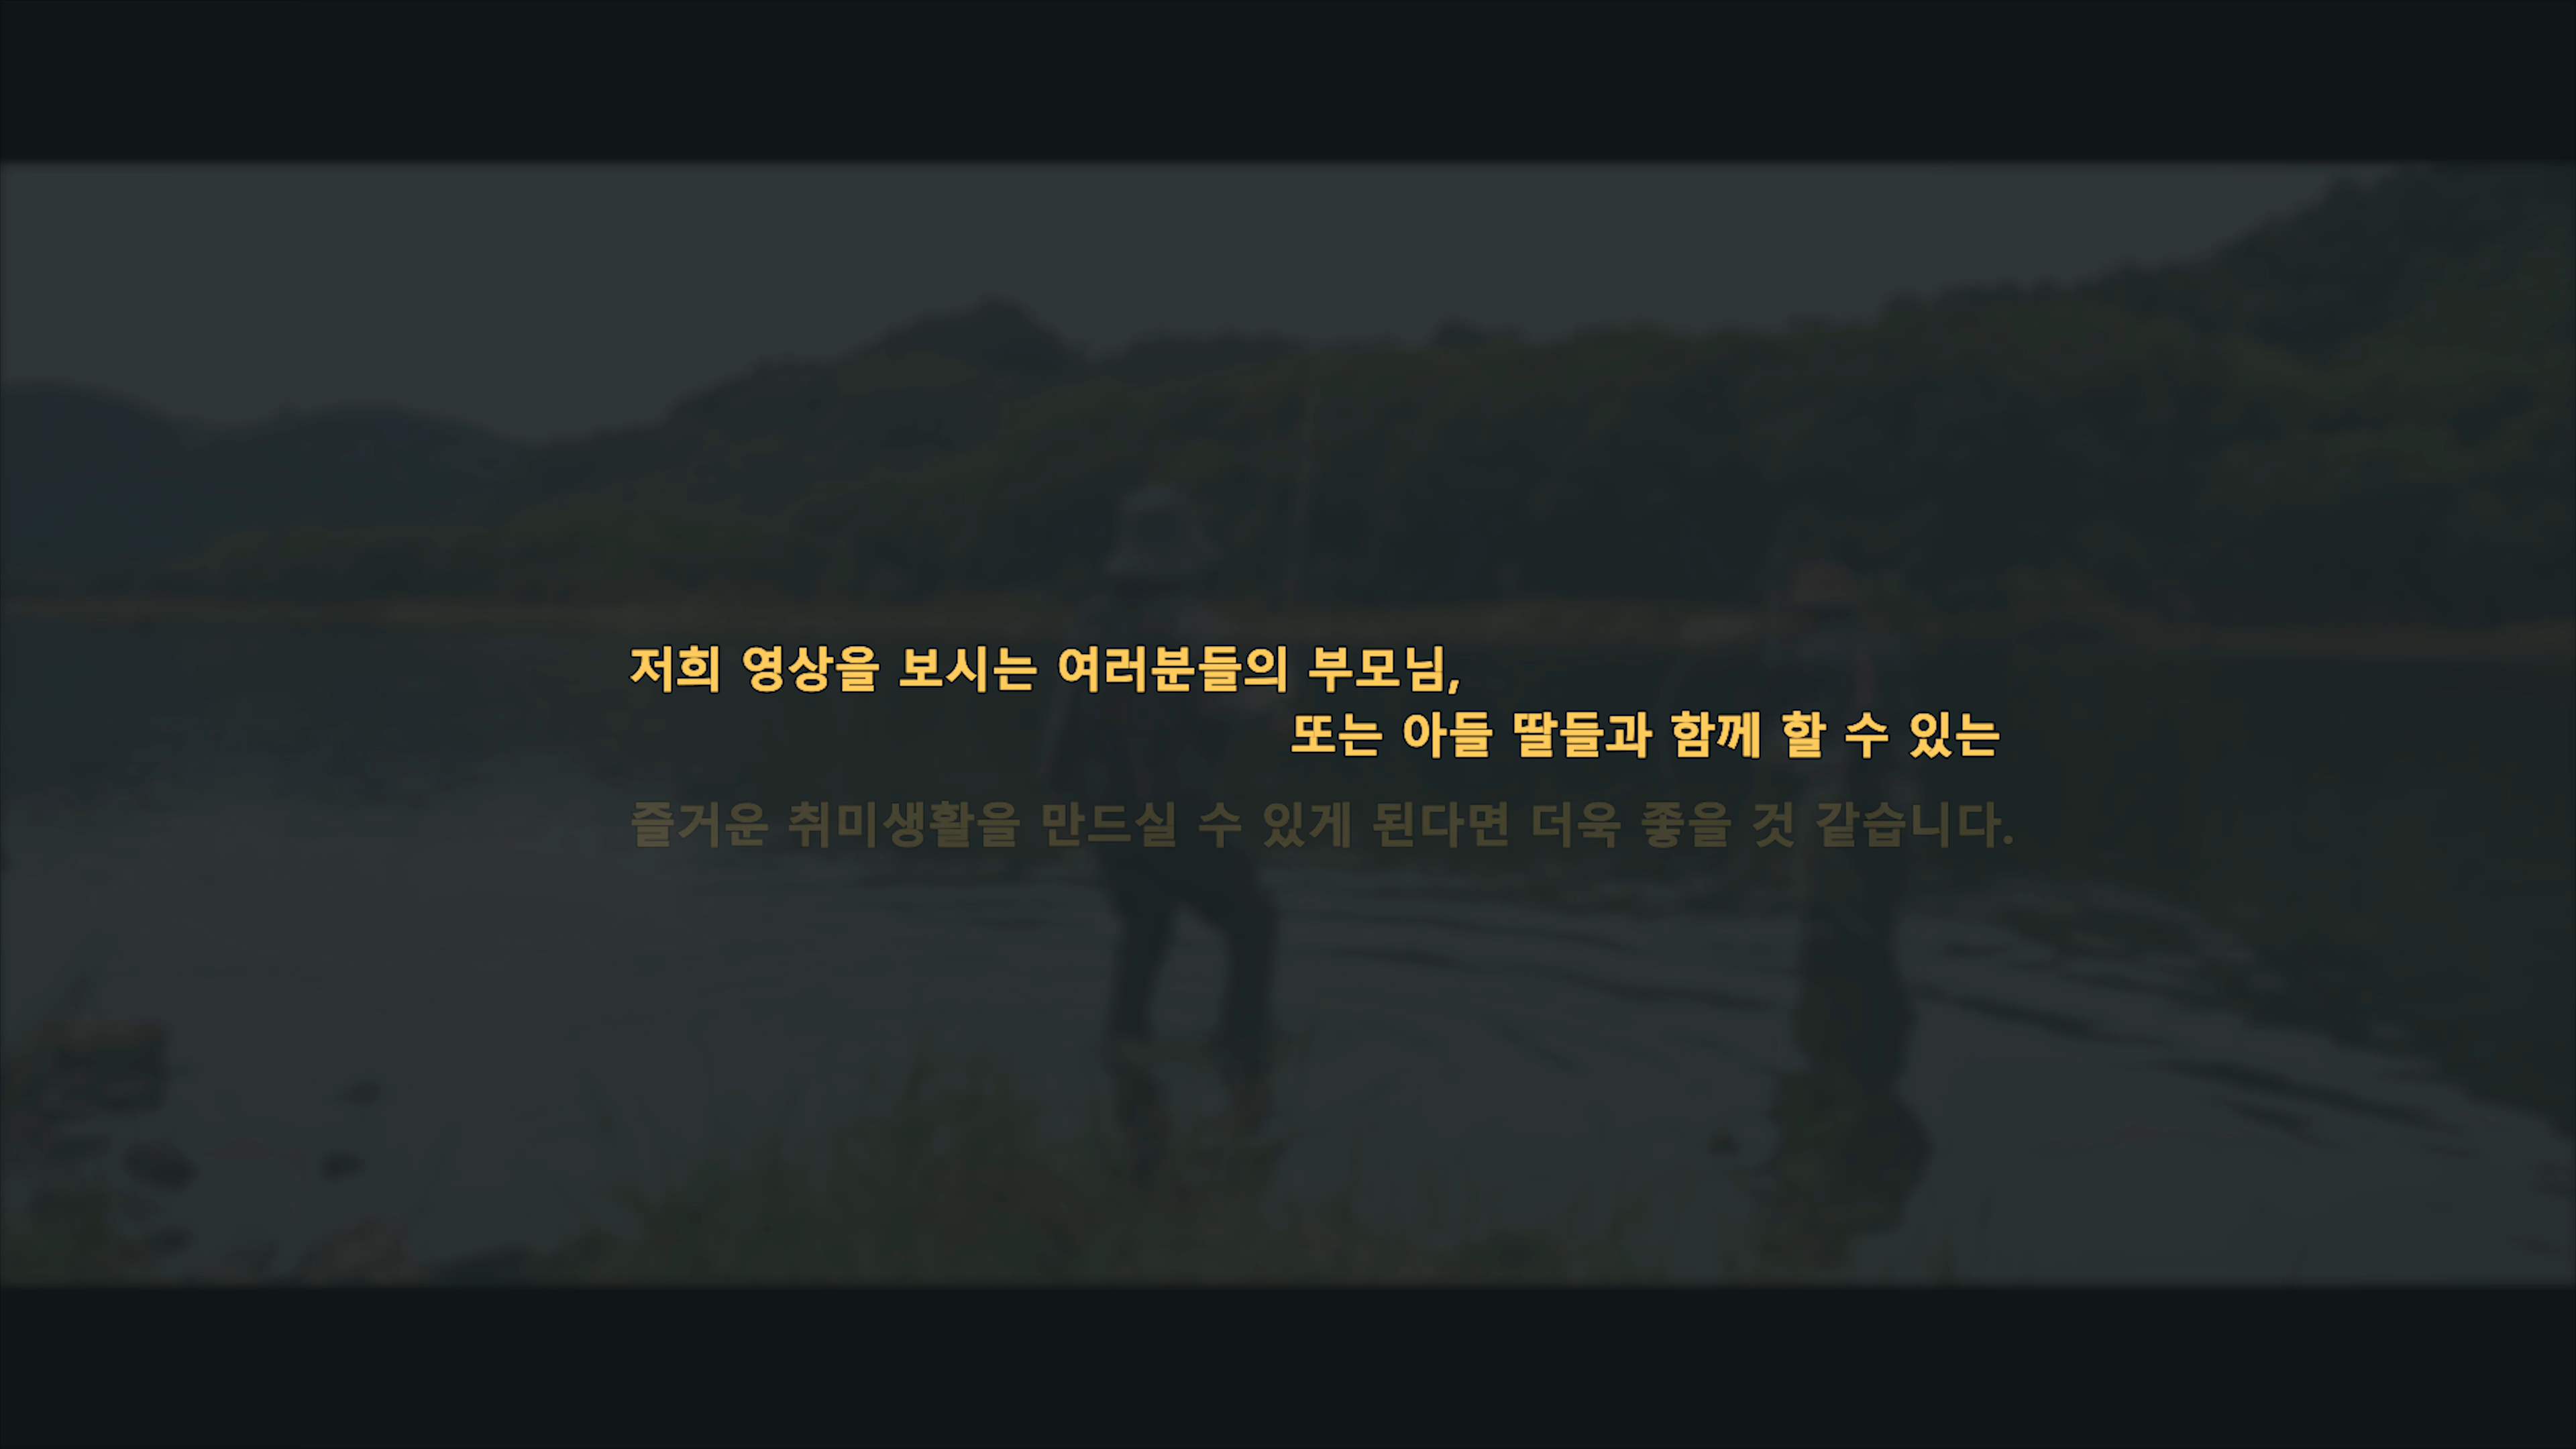 저희 영상을 보시는 여러분들의 부모님,
또는 아들 딸들과 함께 할 수 있는
즐거운 취미생활을 만드실 수 있게 된다면 더욱 좋을 것 같습니다.